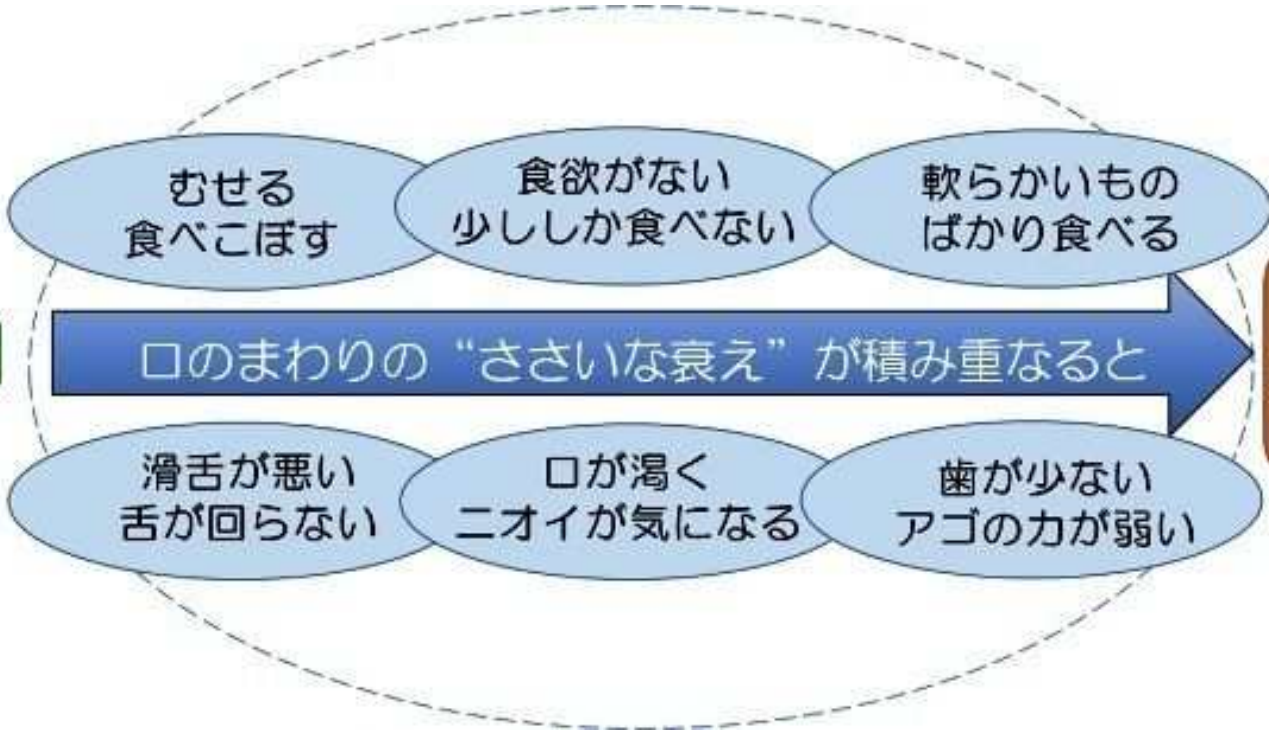 むせる
食べこぼす
食欲がない
少ししか食べない
軟らかいもの
ばかり食べる
口のまわりの“ささいな衰え”が積み重なると
滑舌が悪い
舌が回らない
口が渇く
ニオイが気になる
歯が少ない
アゴの力が弱い